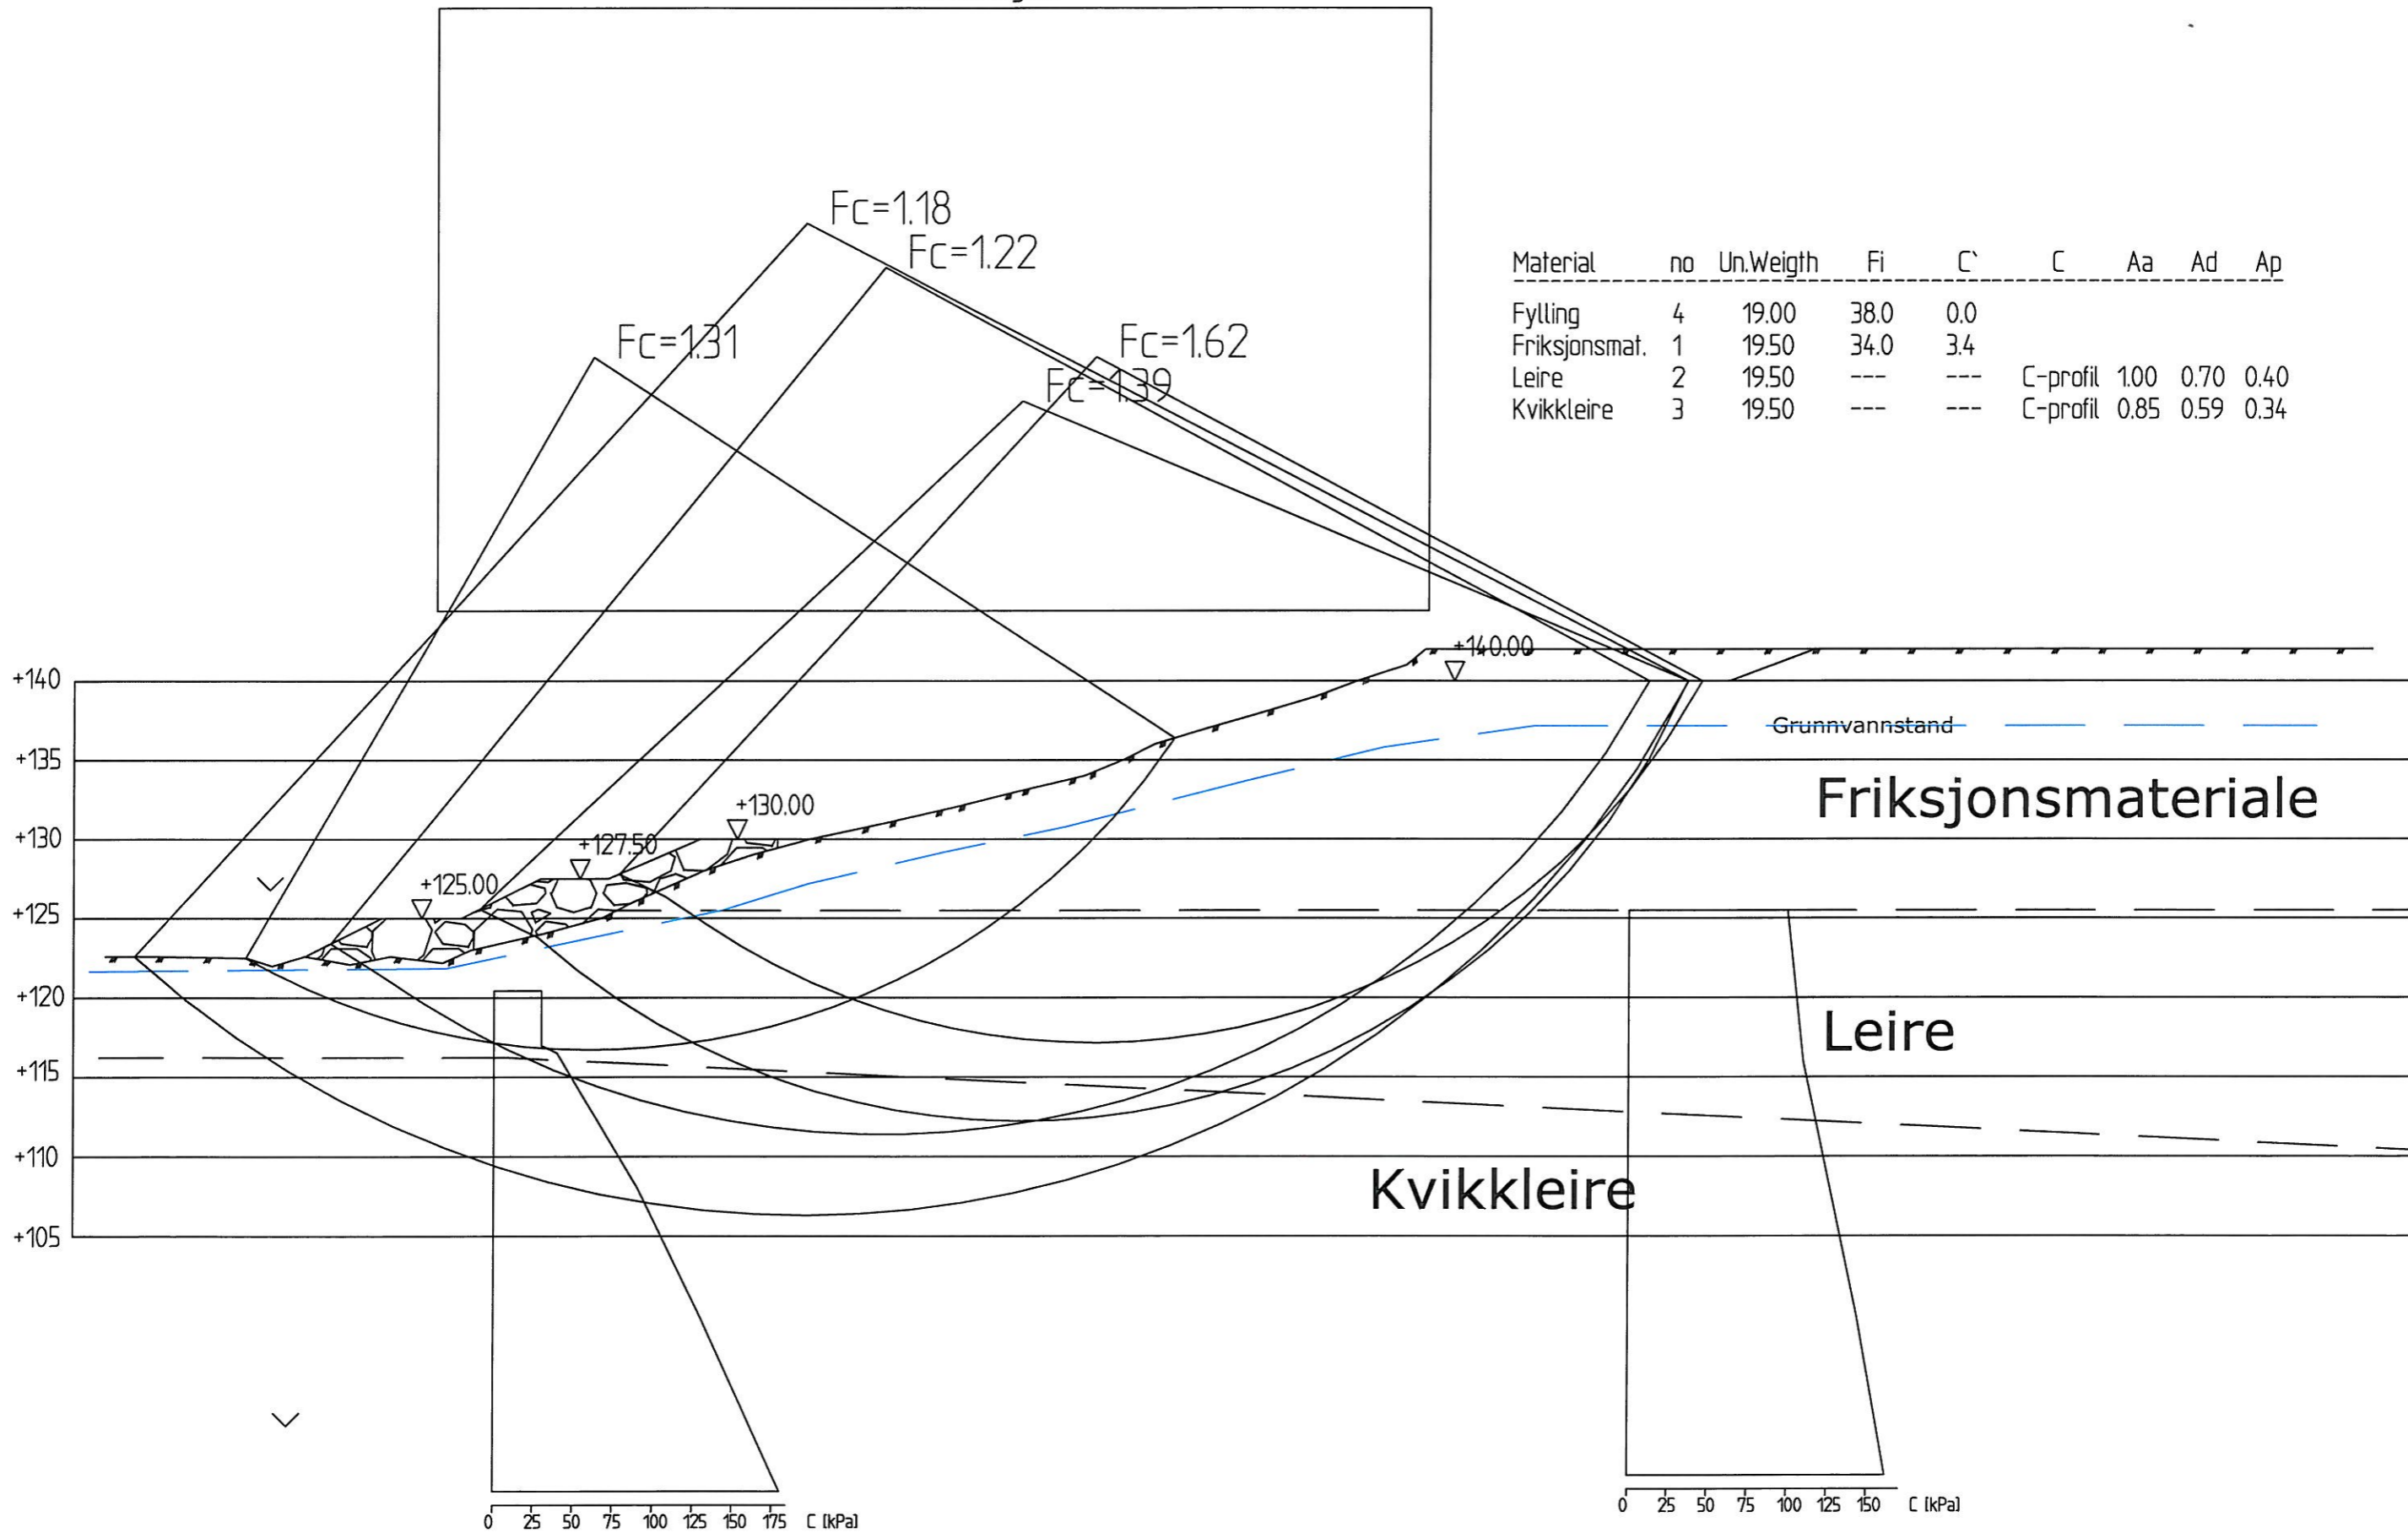 Fc=1.18
Fc=1.22
Fc=1.31
Fc=1.62
Fc=1.39
Material no Un.Weigth Fi C` C Aa Ad Ap
Fylling 4 19.00 38.0 0.0
Friksjonsmat. 1 19.50 34.0 3.4
Leire 2 19.50 --- --- C-profil 1.00 0.70 0.40
Kvikkleire 3 19.50 --- --- C-profil 0.85 0.59 0.34
+140.00
+140
Grunnvannstand
+135
Friksjonsmateriale
+130.00
+130
+127.50
+125.00
+125
+120
Leire
+115
+110
Kvikkleire
+105
0 25 50 75 100 125 150 C [kPa]
0 25 50 75 100 125 150 175 C [kPa]